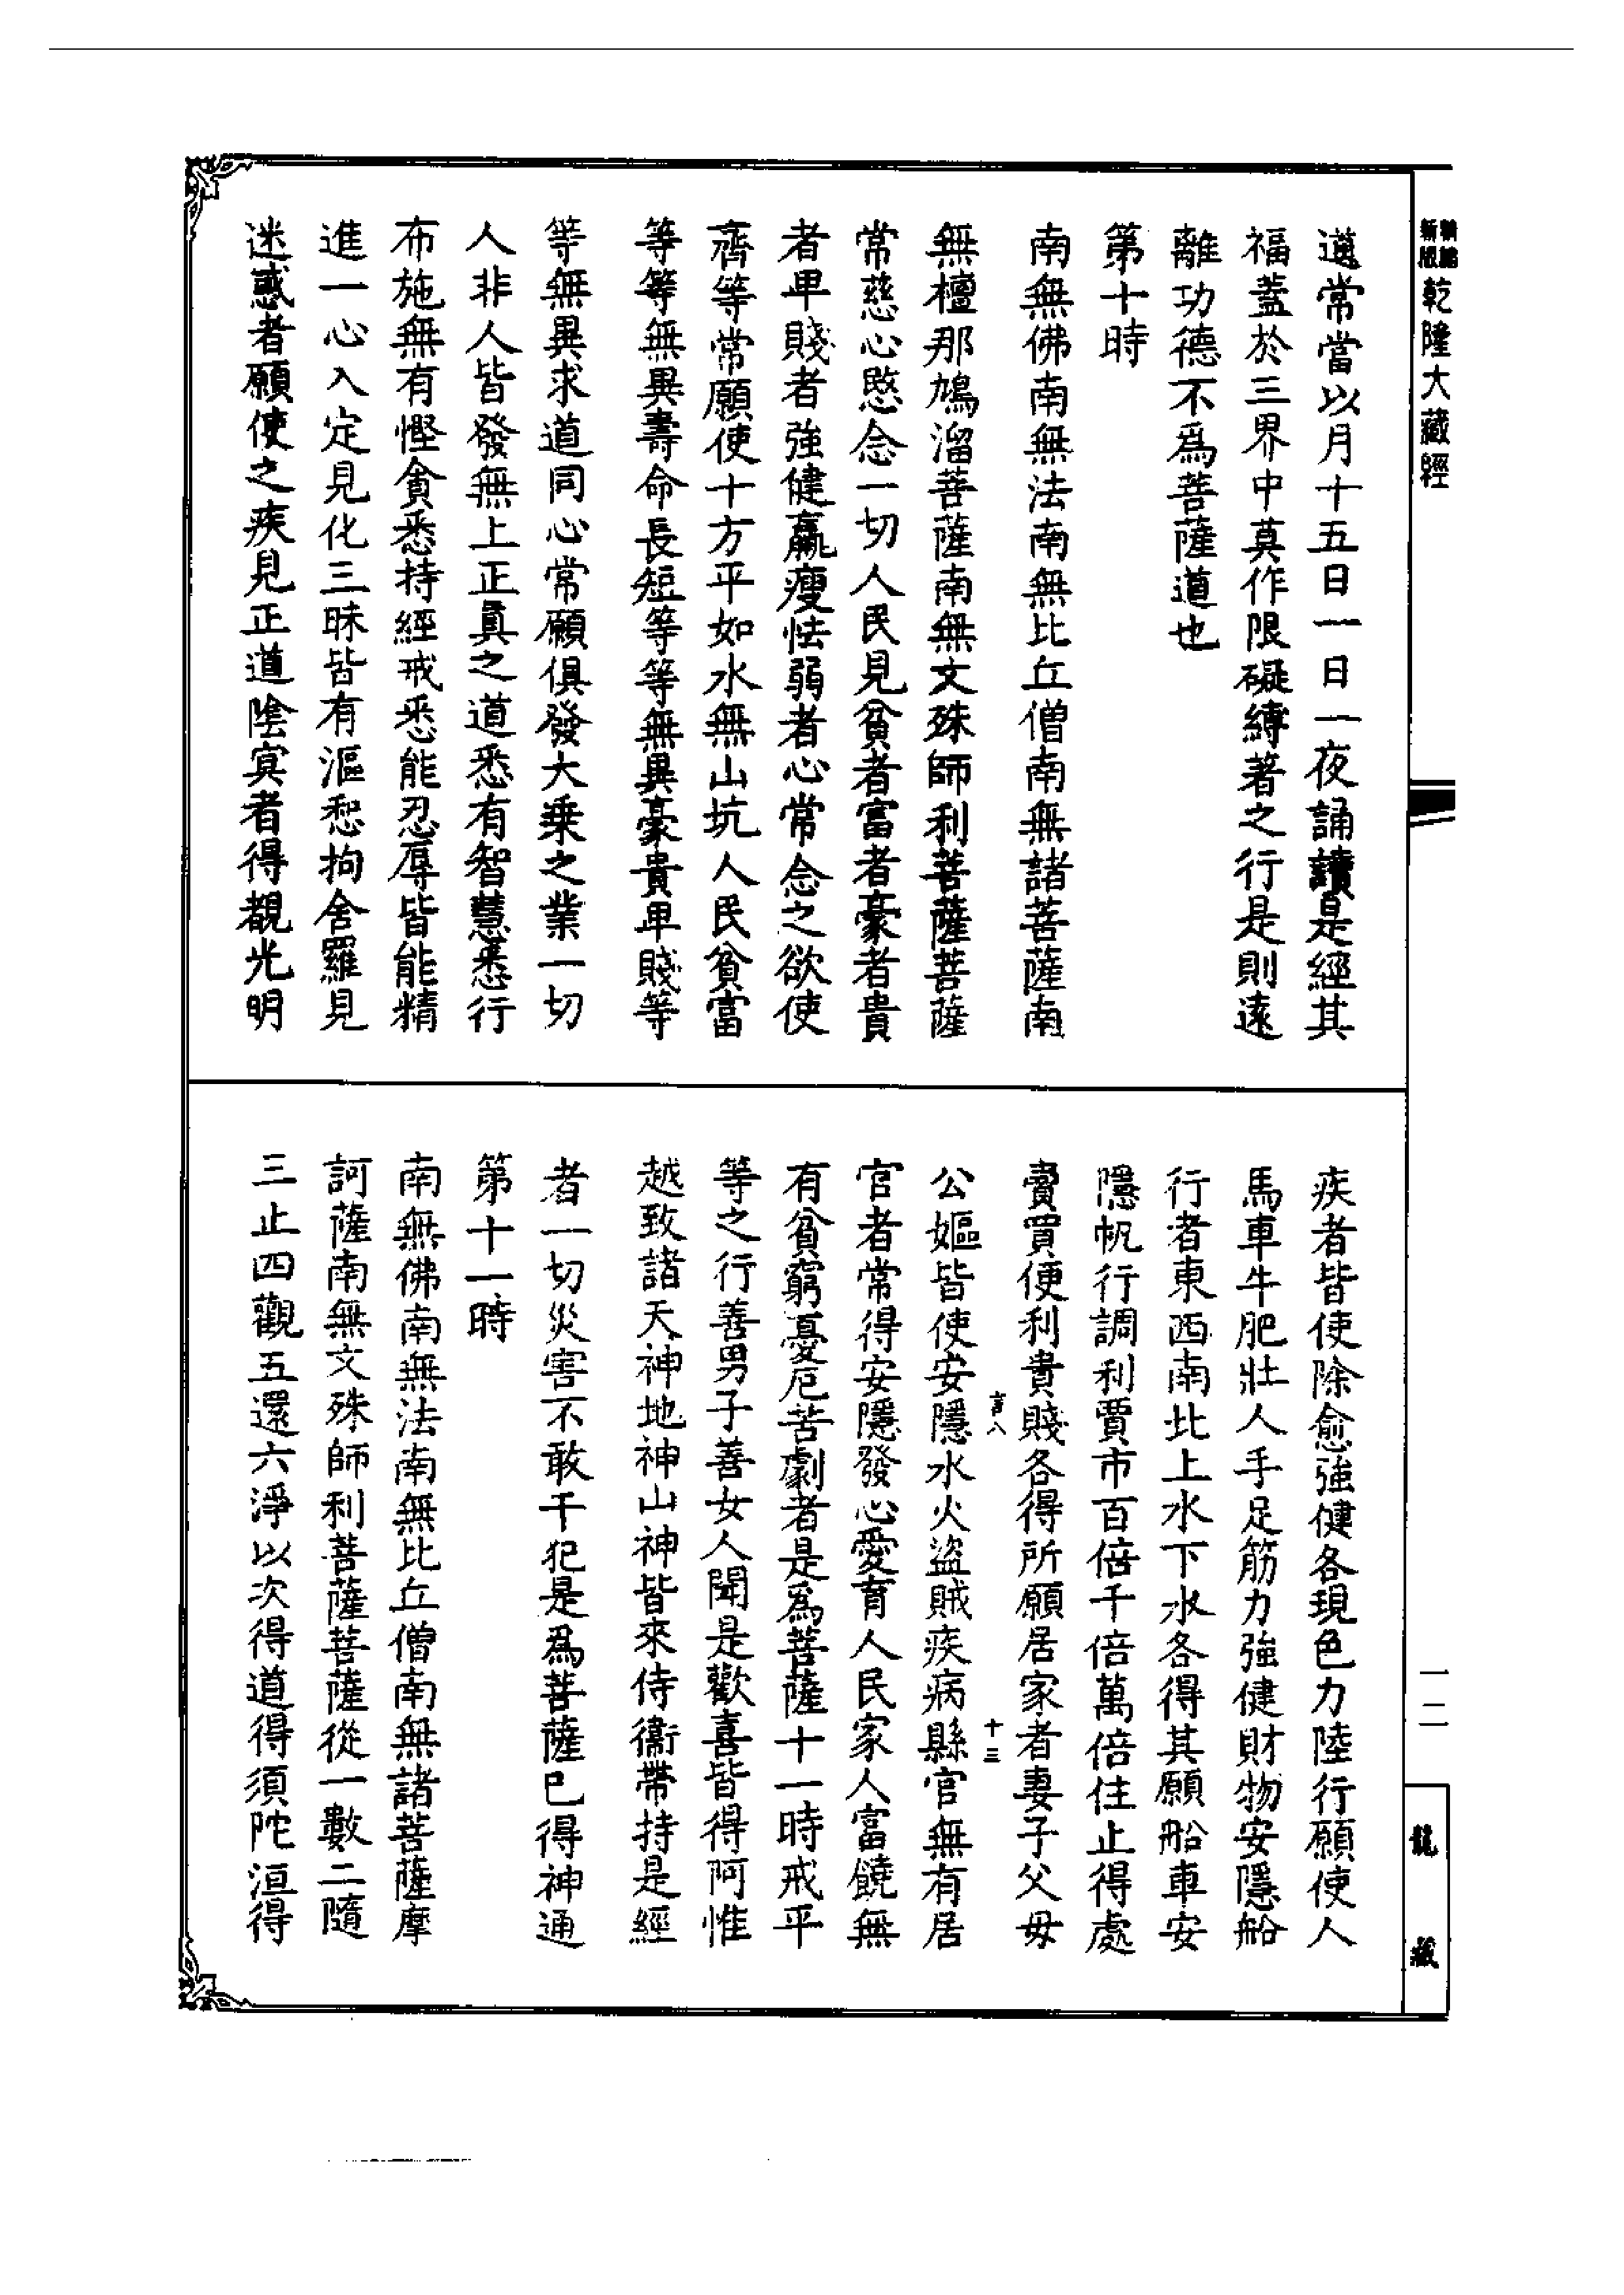 新版乾隆大藏經
道常當以月十五日一日一夜誦讀是經其
福蓋於三界中莫作限礙縛著之行是則遠
離功德不爲菩薩道也
第十時
南無佛南無法南無比丘僧南無諸菩薩南
無檀那鳩溜菩薩南無文殊師利菩薩菩薩
常慈心愍念一切人民見貧者富者豪者貴
者卑賤者強健羸瘦怯弱者心常念之欲使
齊等常願使十方平如水無山坑人民貧富
等等無異壽命長短等等無異豪貴卑賤等
等無異求道同心常願俱發大乗之業一切
人非人皆發無上正真之道悉有智慧悉行
布施無有慳貪悉持經戒悉能忍辱皆能精
進一心入定見化三昧皆有漚惒拘舍羅見
迷惑者願使之疾見正道陰冥者得覩光明
疾者皆使除愈強健各現色力陸行願使人
馬車牛肥壯人手足筋力強健財物安隱船
行者東西南北上水下水各得其願船車安
隱帆行調利賈市百倍千倍萬倍住止得處
賣買便利貴賤各得所願居家者妻子父母
公嫗皆使安隱水火盜賊疾病縣官無有居
官者常得安隱發心愛育人民家人富饒無
有貧窮憂厄苦劇者是爲菩薩十一時戒平
等之行善男子善女人聞是歡喜皆得阿惟
越致諸天神地神山神皆來侍衞帶持是經
者一切災害不敢干犯是爲菩薩已得神通
第十一時
南無佛南無法南無比丘僧南無諸菩薩摩
訶薩南無文殊師利菩薩菩薩從一數二隨
三止四觀五還六淨以次得道得須陀洹得
十三
一二
龍藏